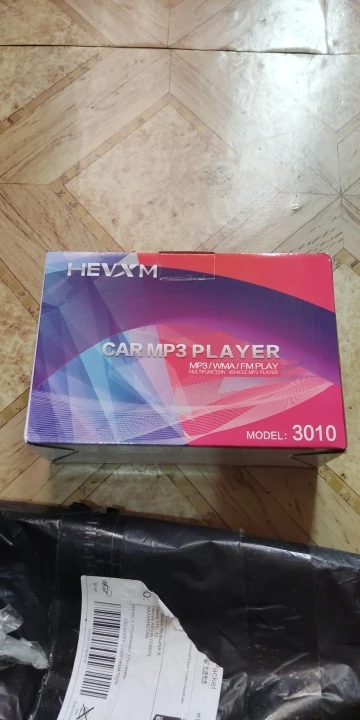 HEVXM
CAR MP3 PLAYER
MP3 / WMA / FM PLAY
MULTIFUNCTION VEHICLE MP3 PLAYER
MODEL: 3010